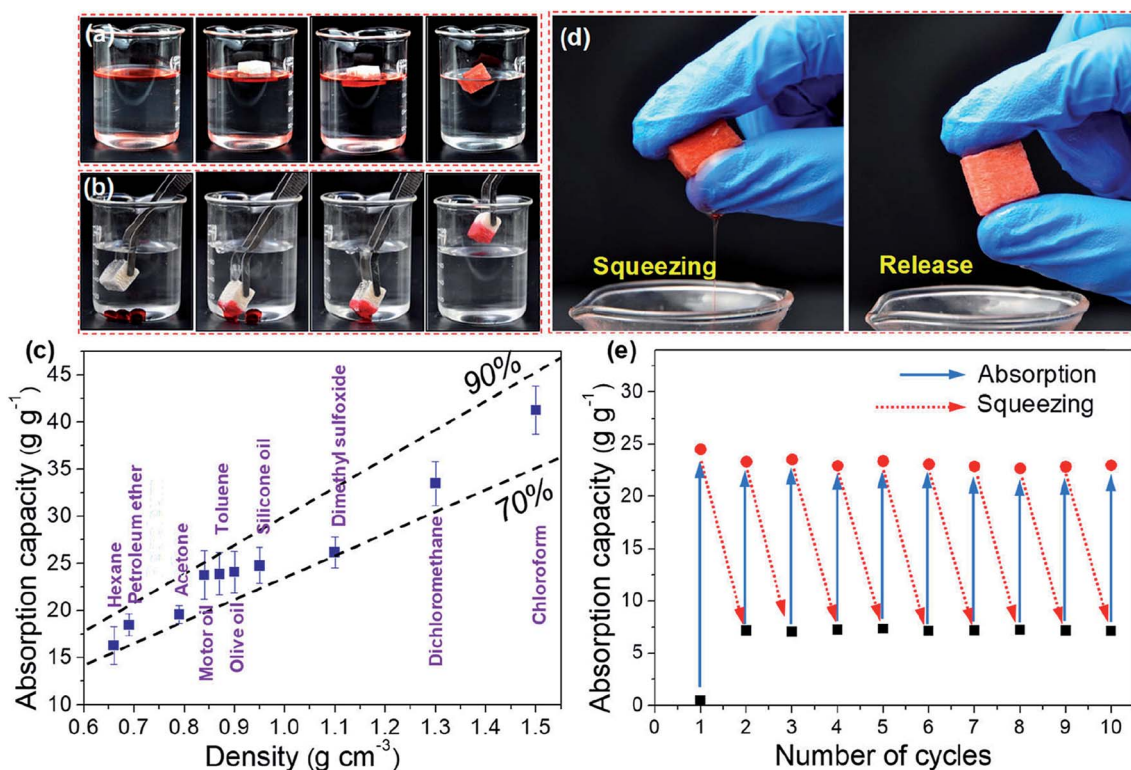 (a)
(b)
(d)
Squeezing
Release
(c)
Absorption capacity (g g⁻¹)
45
40
35
30
25
20
15
10
90%
70%
Hexane
Petroleum ether
Acetone
Motor oil
Toluene
Olive oil
Silicone oil
Dimethyl sulfoxide
Dichloromethane
Chloroform
0.6 0.7 0.8 0.9 1.0 1.1 1.2 1.3 1.4 1.5
Density (g cm⁻³)
(e)
Absorption capacity (g g⁻¹)
30
25
20
15
10
5
0
Absorption
Squeezing
0 1 2 3 4 5 6 7 8 9 10
Number of cycles